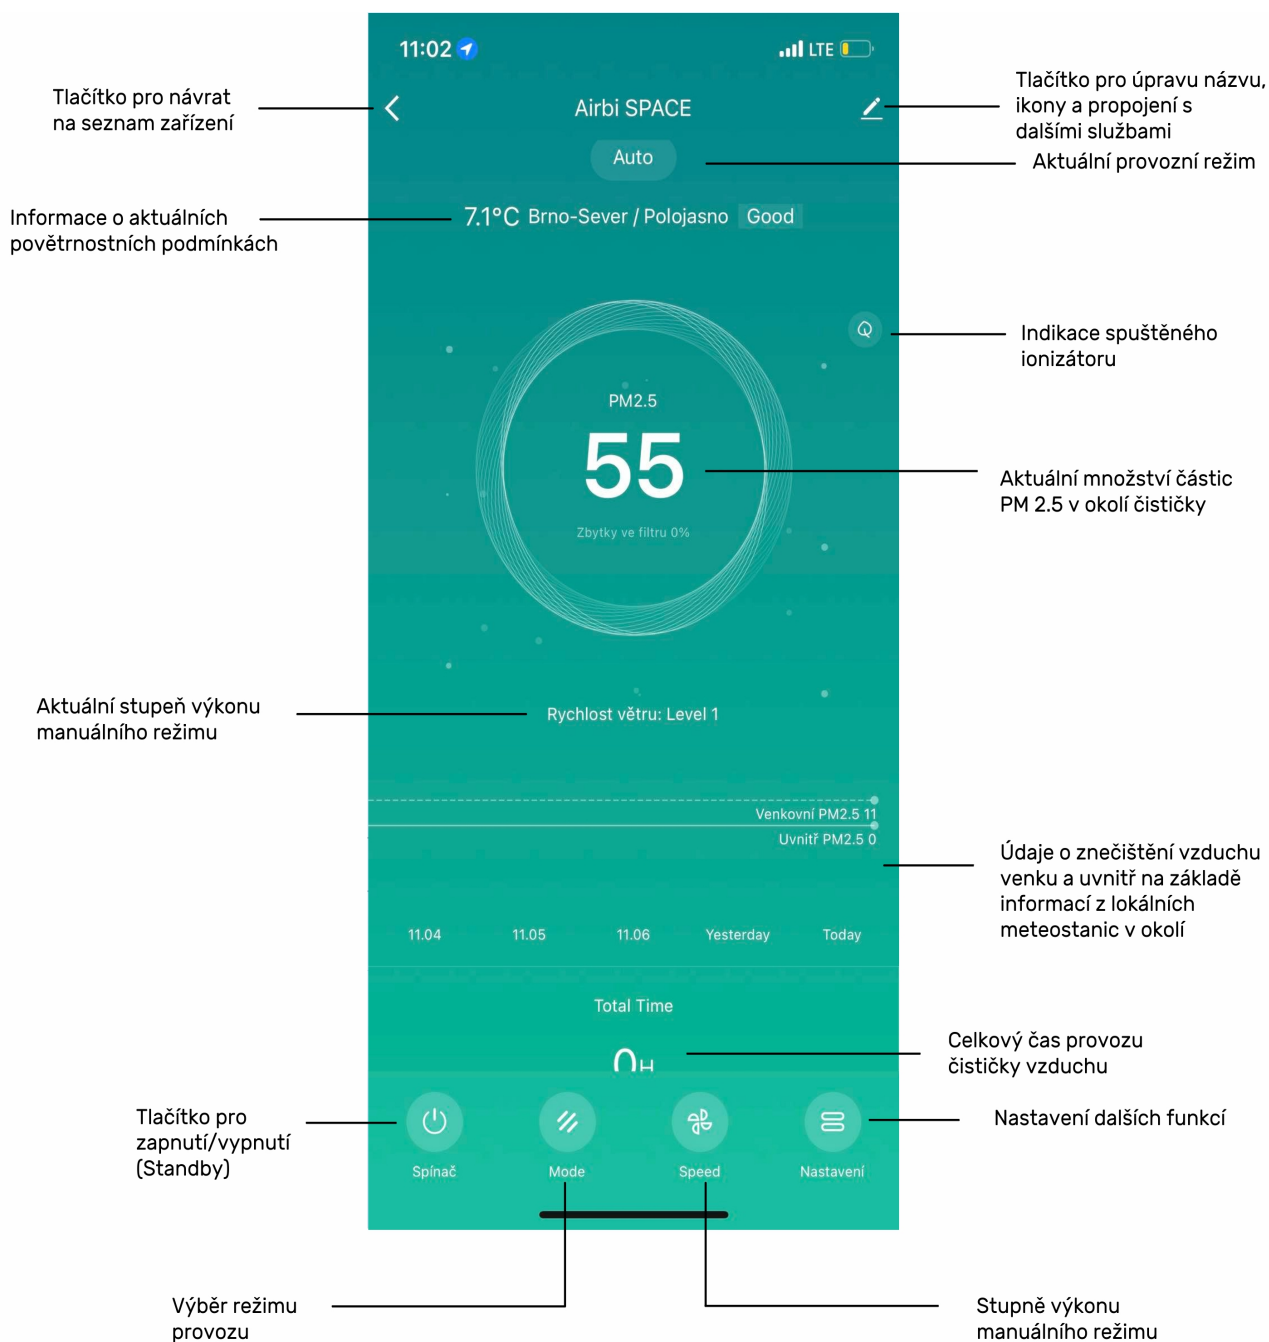 11:02
LTE
Tlačítko pro návrat
na seznam zařízení
Airbi SPACE
Tlačítko pro úpravu názvu,
ikony a propojení s
dalšími službami
Auto
Aktuální provozní režim
Informace o aktuálních
povětrnostních podmínkách
7.1°C Brno-Sever / Polojasno Good
Indikace spuštěného
ionizátoru
PM2.5
55
Zbytky ve filtru 0%
Aktuální množství částic
PM 2.5 v okolí čističky
Aktuální stupeň výkonu
manuálního režimu
Rychlost větru: Level 1
Venkovní PM2.5 11
Uvnitř PM2.5 0
Údaje o znečištění vzduchu
venku a uvnitř na základě
informací z lokálních
meteostanic v okolí
11.04 11.05 11.06 Yesterday Today
Total Time
0H
Celkový čas provozu
čističky vzduchu
Tlačítko pro
zapnutí/vypnutí
(Standby)
Spínač Mode Speed Nastavení
Nastavení dalších funkcí
Výběr režimu
provozu
Stupně výkonu
manuálního režimu